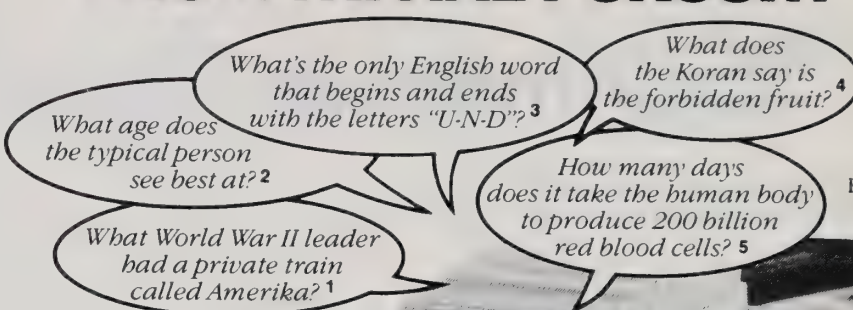 What's the only English word
that begins and ends
with the letters "U-N-D"? 3
What does
the Koran say is
the forbidden fruit? 4
What age does
the typical person
see best at? 2
How many days
does it take the human body
to produce 200 billion
red blood cells? 5
What World War II leader
had a private train
called Amerika? 1